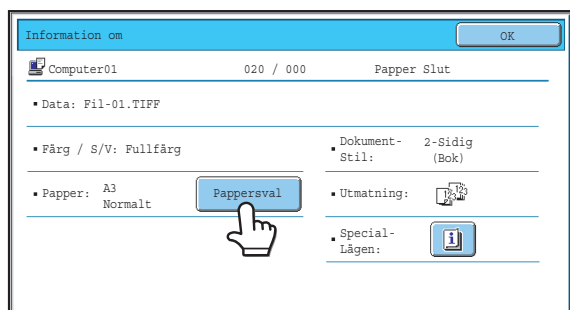 Information om OK
Computer01 020 / 000 Papper Slut
Data: Fil-01.TIFF
Färg / S/V: Fullfärg
Dokument- 2-Sidig
Stil: (Bok)
Papper: A3
Normalt
Pappersval
Utmatning:
Special-
Lägen: